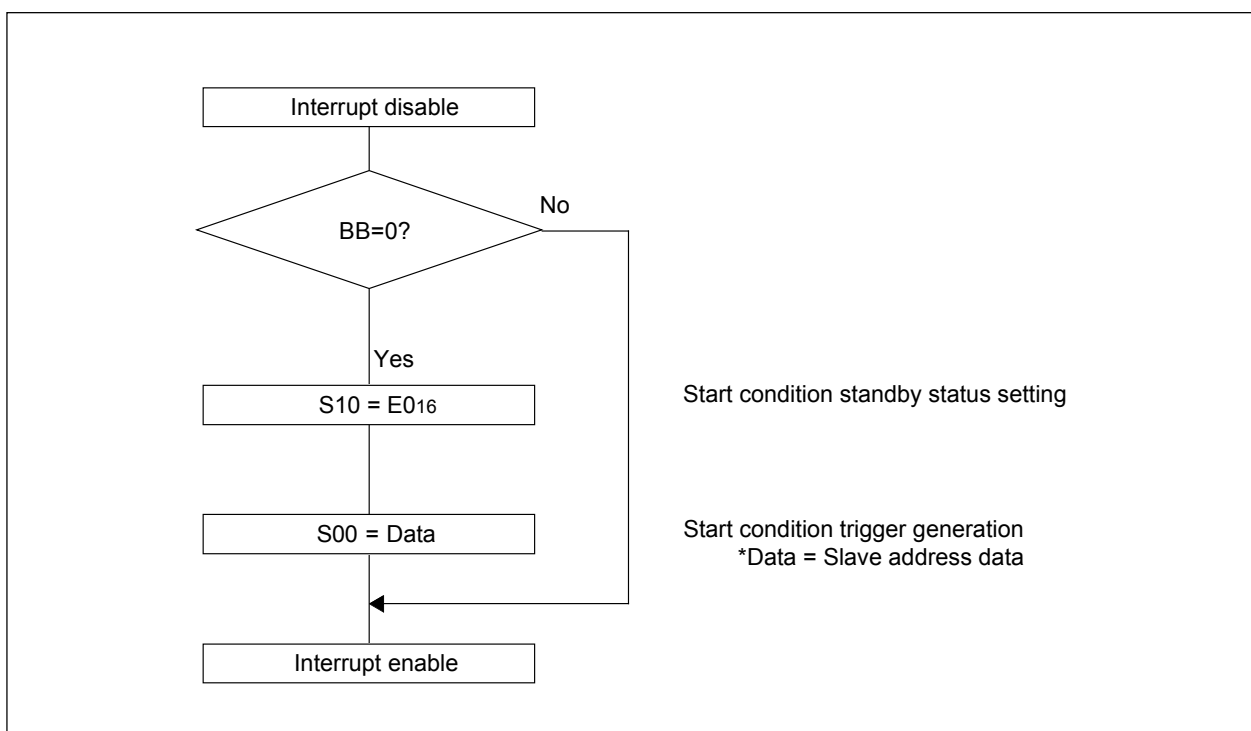 Interrupt disable
BB=0?
No
Yes
S10 = E016
Start condition standby status setting
S00 = Data
Start condition trigger generation
*Data = Slave address data
Interrupt enable